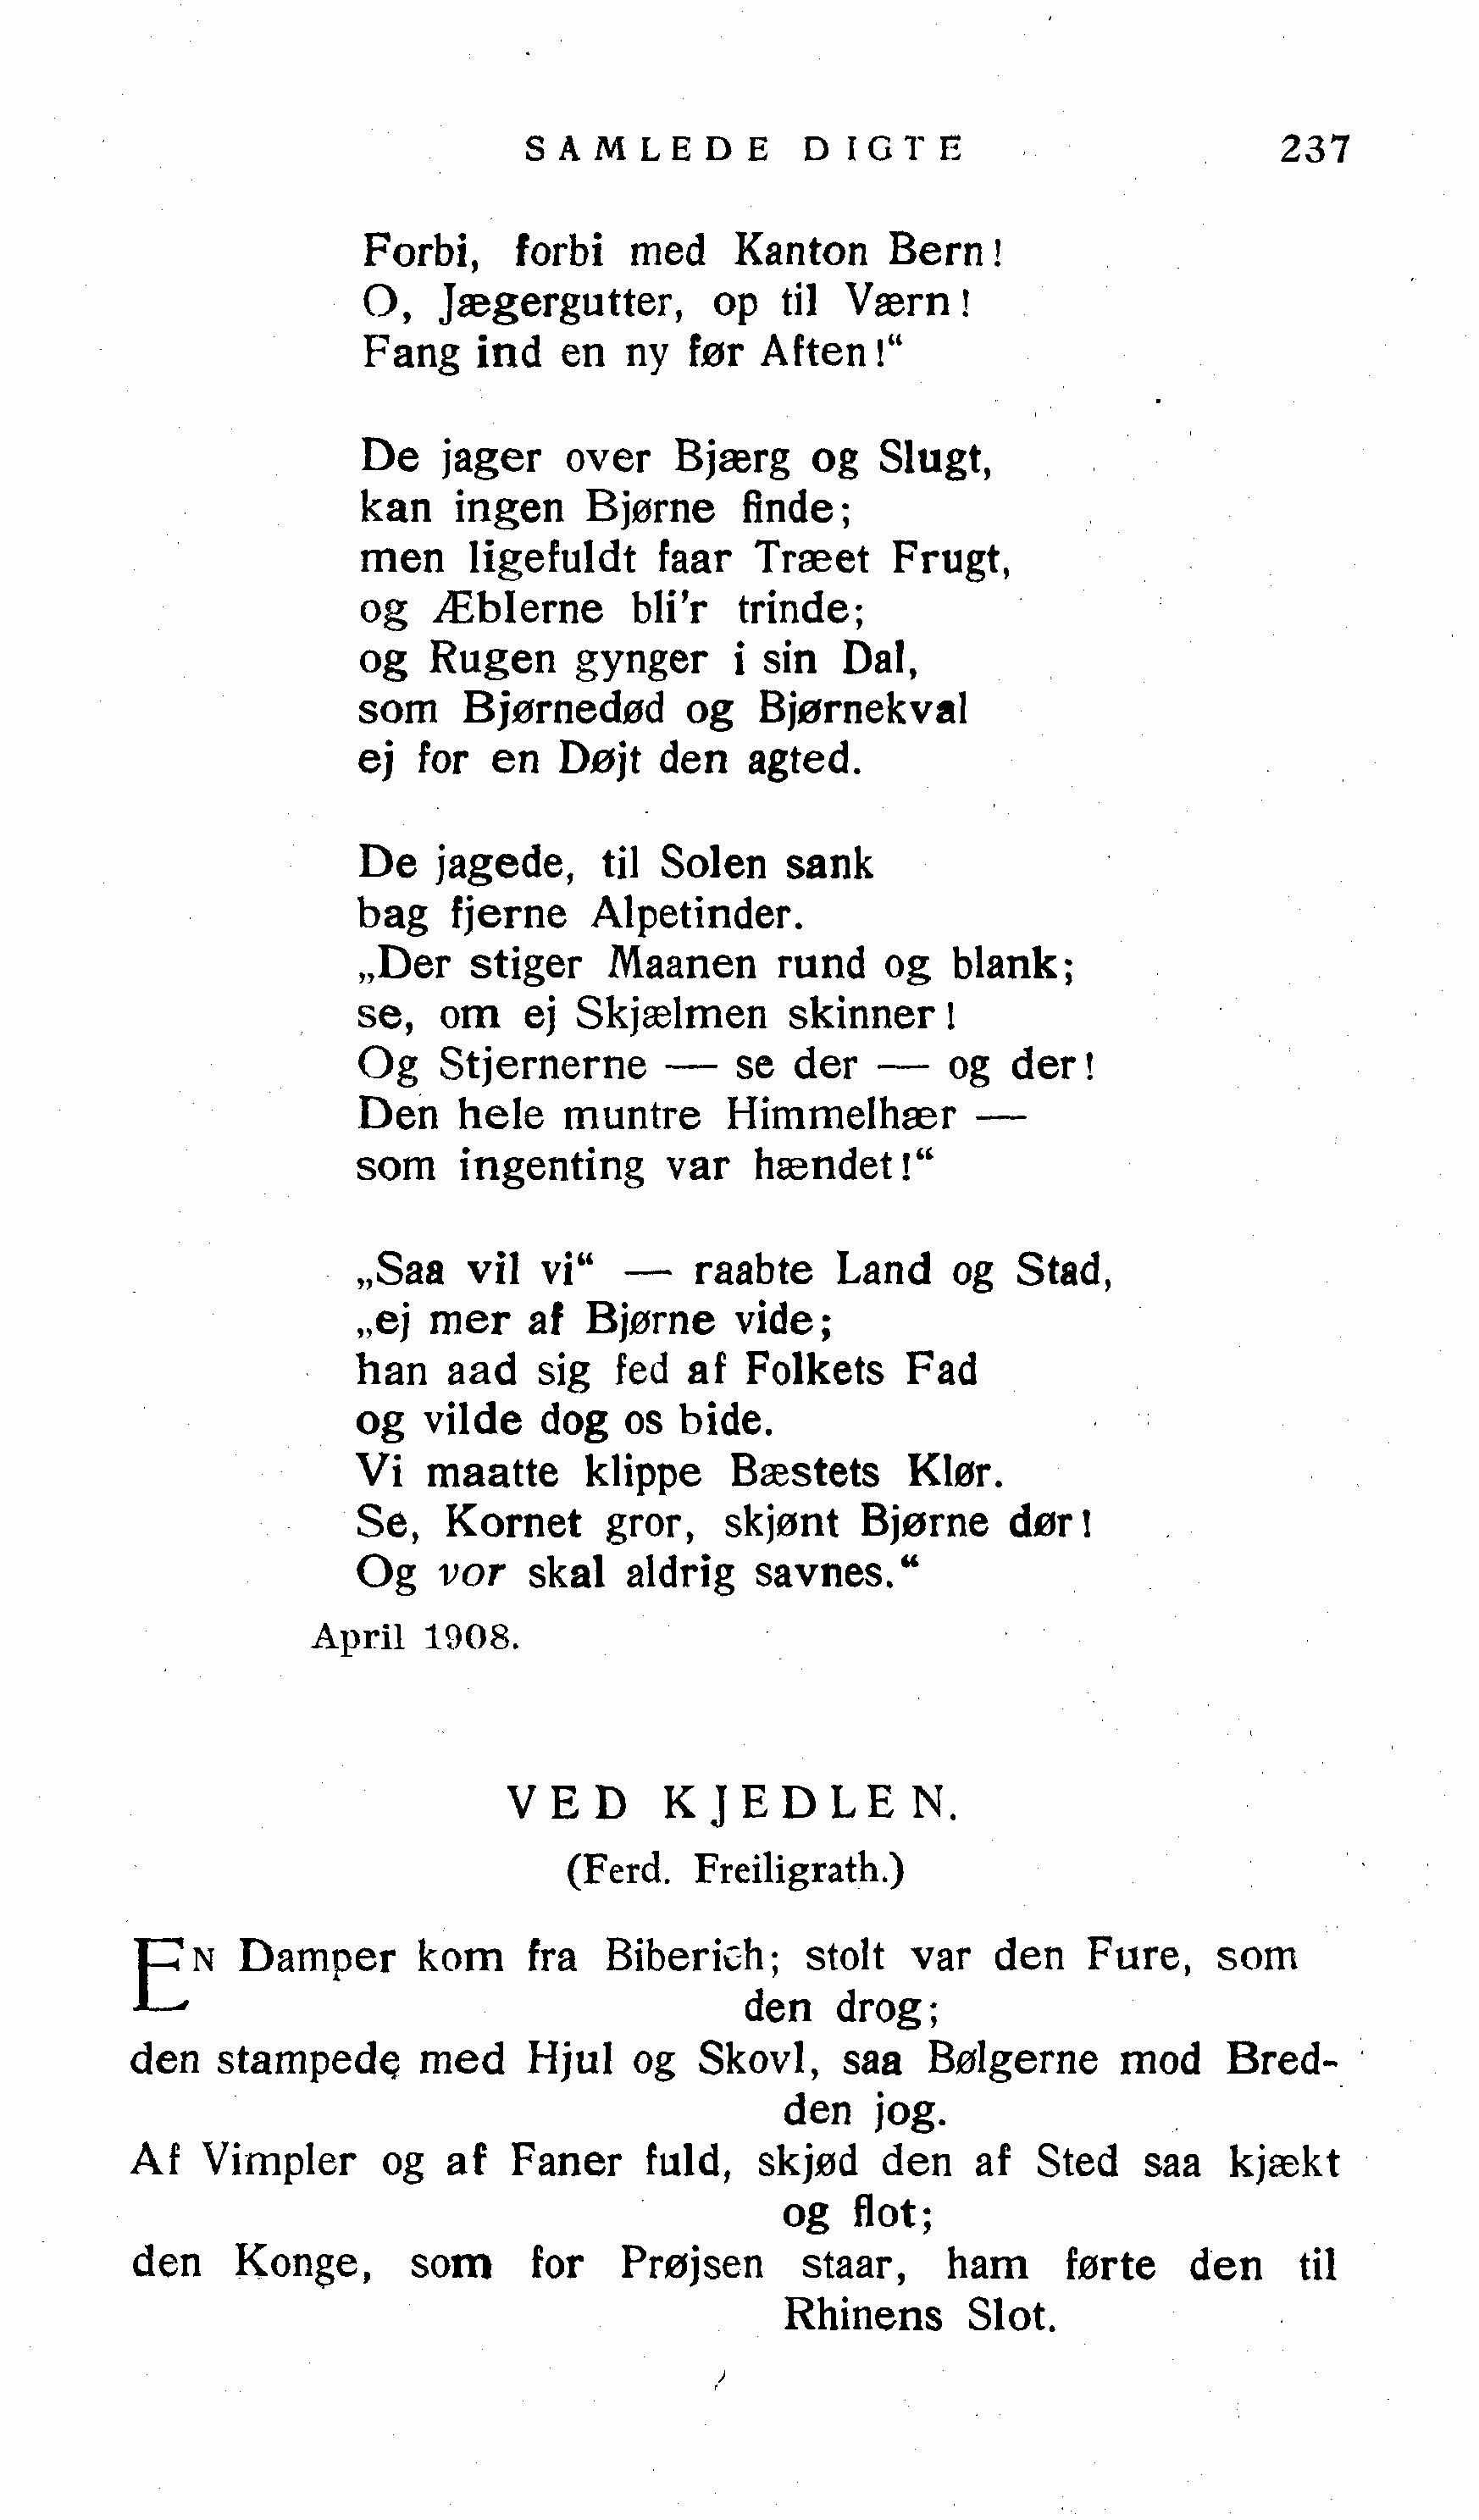 SAMLEDE DIGTE 237
Forbi, forbi med Kanton Bern!
O, Jægergutter, op til Værn!
Fang ind en ny før Aften!“
De jager over Bjærg og Slugt,
kan ingen Bjørne finde;
men ligefuldt faar Træet Frugt,
og Æblerne bli'r trinde;
og Rugen gynger i sin Dal,
som Bjørnedød og Bjørnekval
ej for en Døjt den agted.
De jagede, til Solen sank
bag fjerne Alpetinder.
„Der stiger Maanen rund og blank;
se, om ej Skjælmen skinner!
Og Stjernerne — se der — og der!
Den hele muntre Himmelhær —
som ingenting var hændet!“
„Saa vil vi“ — raabte Land og Stad,
„ej mer af Bjørne vide;
han aad sig fed af Folkets Fad
og vilde dog os bide.
Vi maatte klippe Bæstets Klør.
Se, Kornet gror, skjønt Bjørne dør!
Og vor skal aldrig savnes.“
April 1908.
VED KJEDLEN.
(Ferd. Freiligrath.)
EN Damper kom fra Biberich; stolt var den Fure, som
den drog;
den stampede med Hjul og Skovl, saa Bølgerne mod Bred-
den jog.
Af Vimpler og af Faner fuld, skjød den af Sted saa kjækt
og flot;
den Konge, som for Prøjsen staar, ham førte den til
Rhinens Slot.